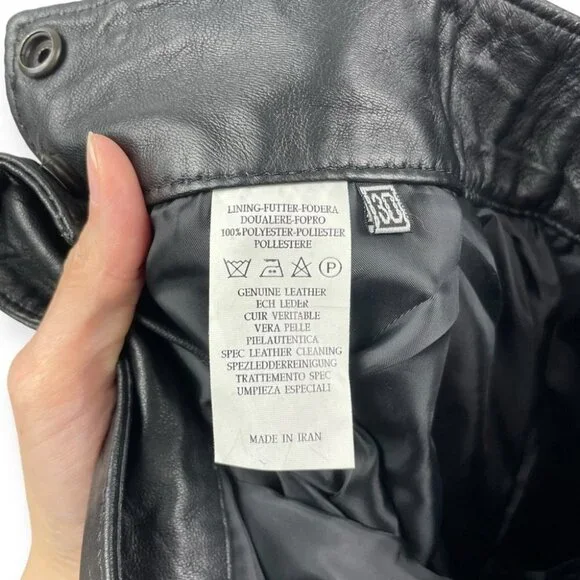 LINING-FUTTER-FODERA
DOUALERE-FOPRO
100%POLYESTER-POLIESTER
POLLESTERE
P
GENUINE LEATHER
ECH LEDER
CUIR VERITABLE
VERA PELLE
PIELAUTENTICA
SPEC LEATHER CLEANING
SPEZLEDDERREINIGUNG
TRATTEMENTO SPEC
UMPIEZA ESPECIALI
MADE IN IRAN
30